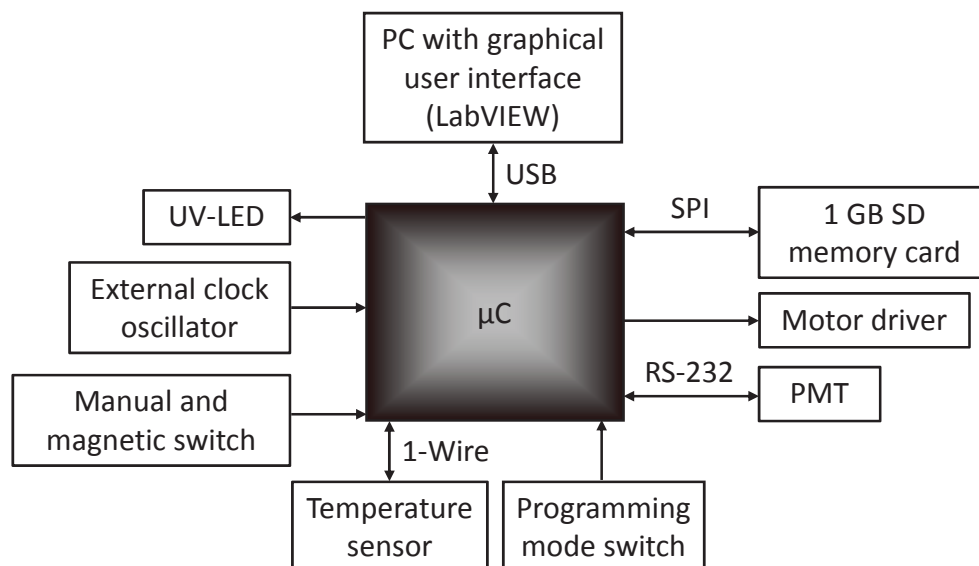 PC with graphical
user interface
(LabVIEW)
USB
UV-LED
SPI
1 GB SD
memory card
External clock
oscillator
µC
Motor driver
RS-232
PMT
Manual and
magnetic switch
1-Wire
Temperature
sensor
Programming
mode switch